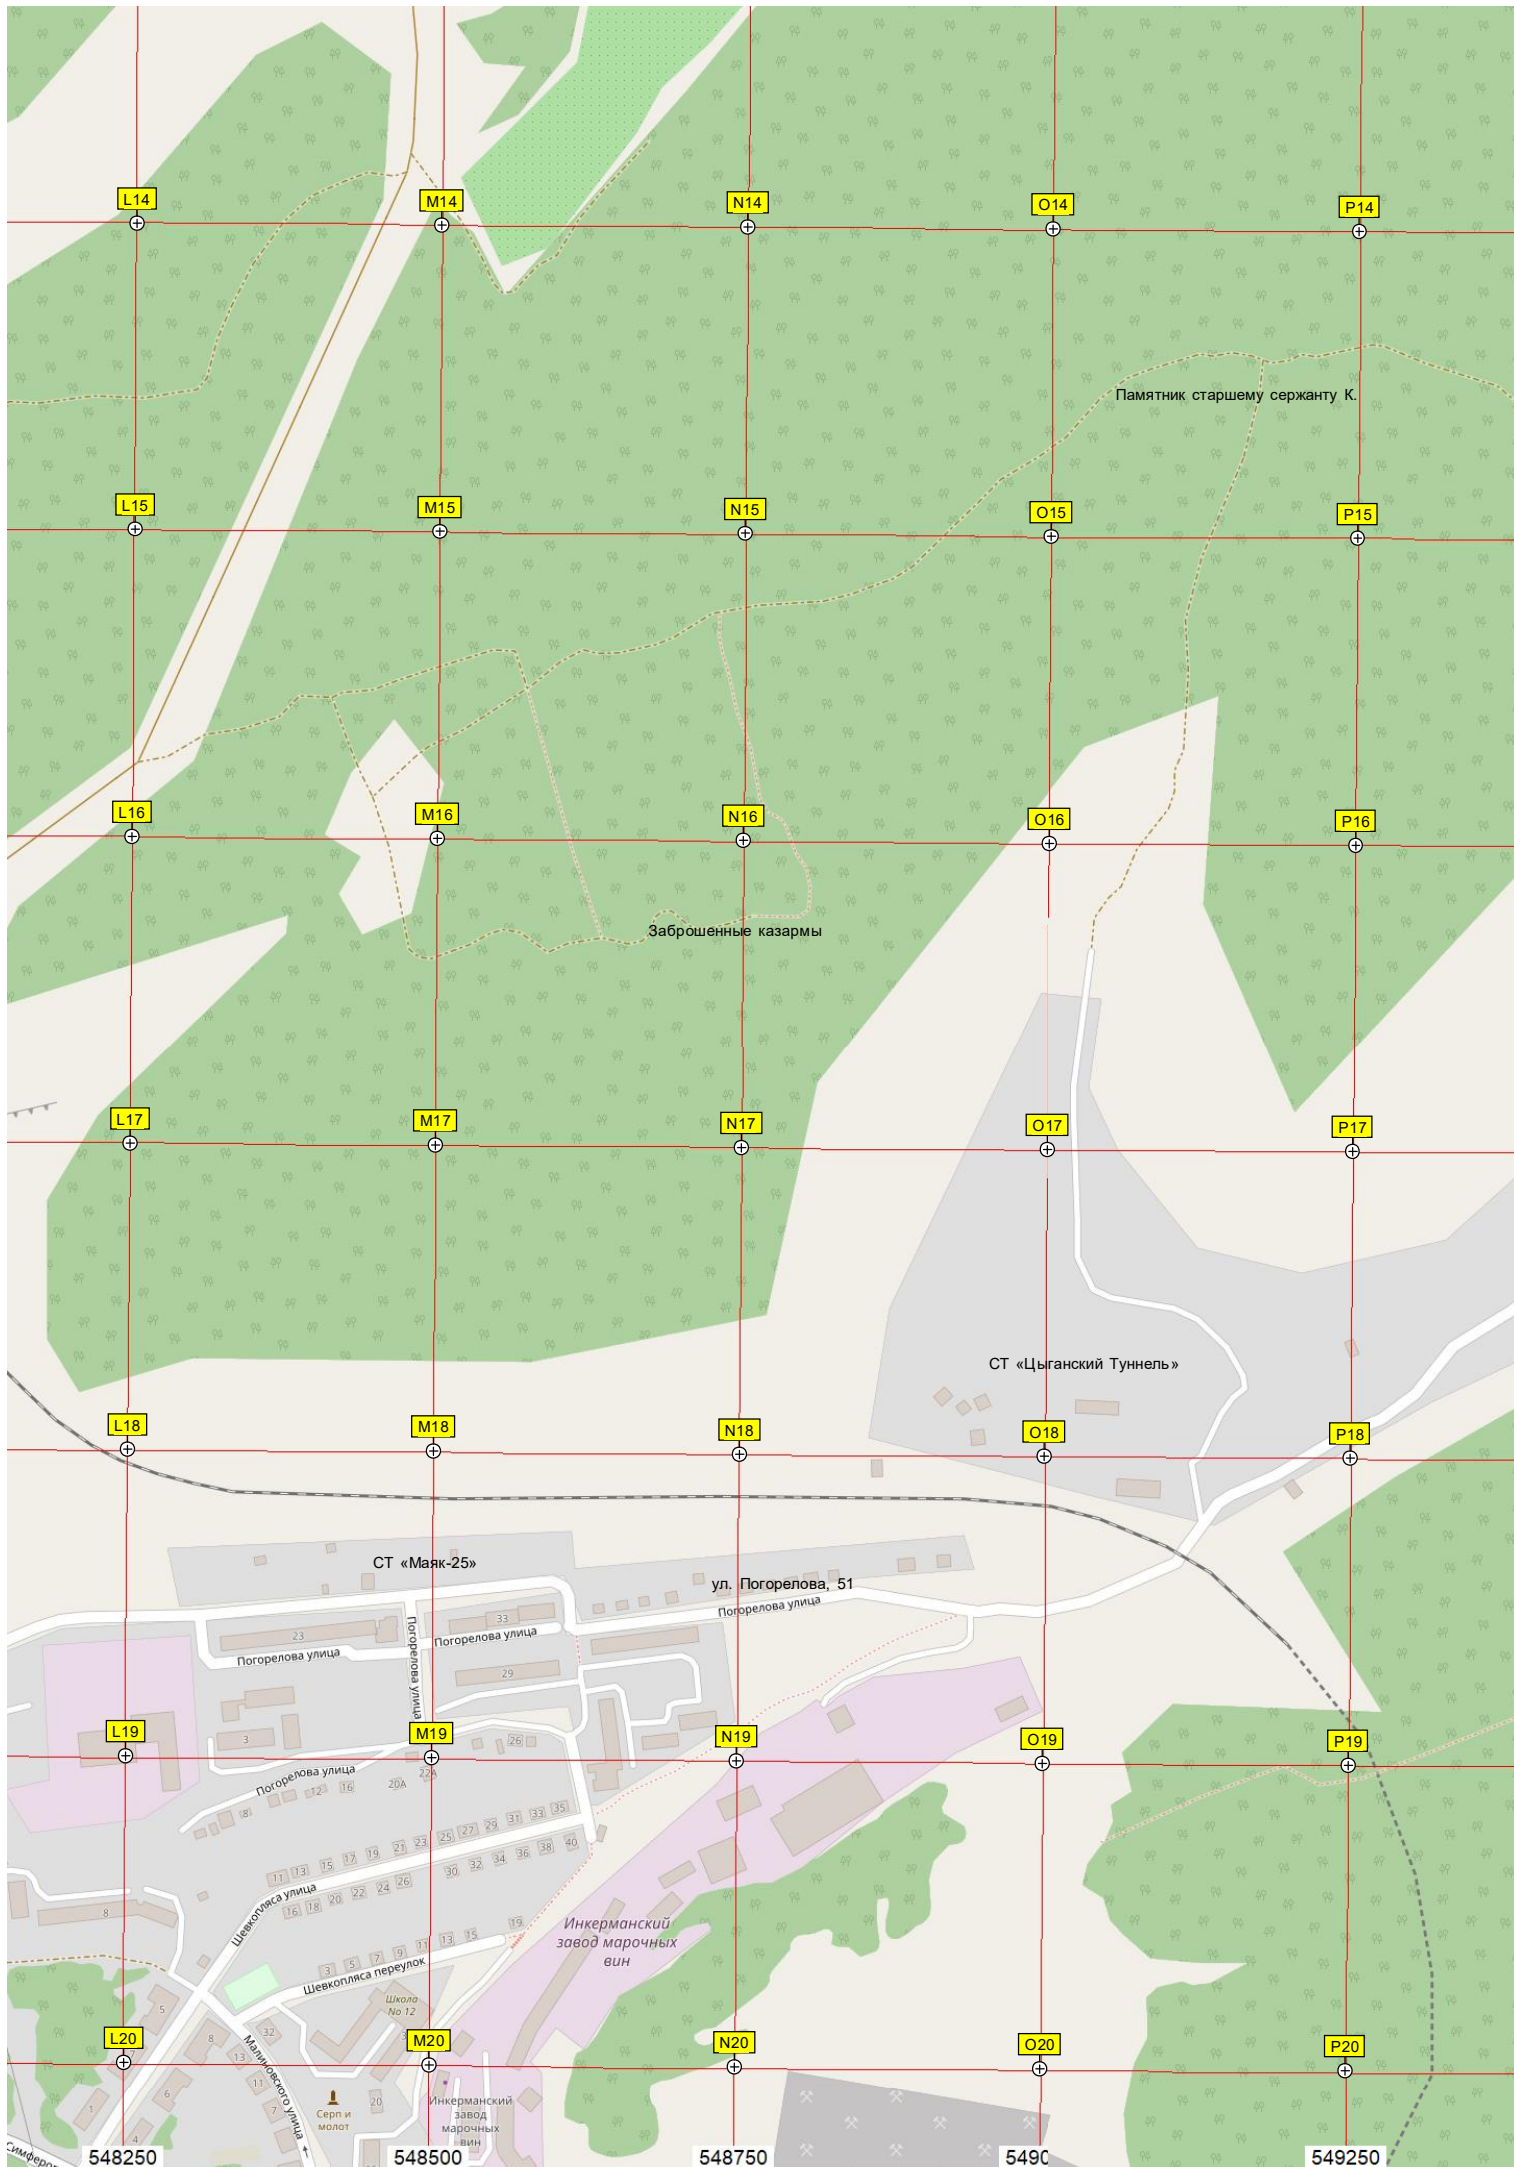 L14
M14
N14
O14
P14
Памятник старшему сержанту К.
L15
M15
N15
O15
P15
L16
M16
N16
O16
P16
Заброшенные казармы
L17
M17
N17
O17
P17
СТ «Цыганский Туннель»
L18
M18
N18
O18
P18
СТ «Маяк-25»
ул. Погорелова, 51
Погорелова улица
33
23
Погорелова улица
Погорелова улица
Погорелова улица
29
L19
M19
N19
O19
P19
3
26
22А
Погорелова улица
20А
16
12
8
35
33
31
29
27
25
23
21
19
17
15
13
11
40
38
36
34
32
30
26
24
22
20
18
16
Шевкопляса улица
8
19
15
13
11
9
7
5
3
Шевкопляса переулок
Инкерманский
завод марочных
вин
Школа
No 12
5
8
32
13
11
7
Малиновского улица
L20
M20
N20
O20
P20
6
1
4
20
Серп и
молот
Инкерманский
завод
марочных
вин
Симферо
548250
548500
548750
5490
549250